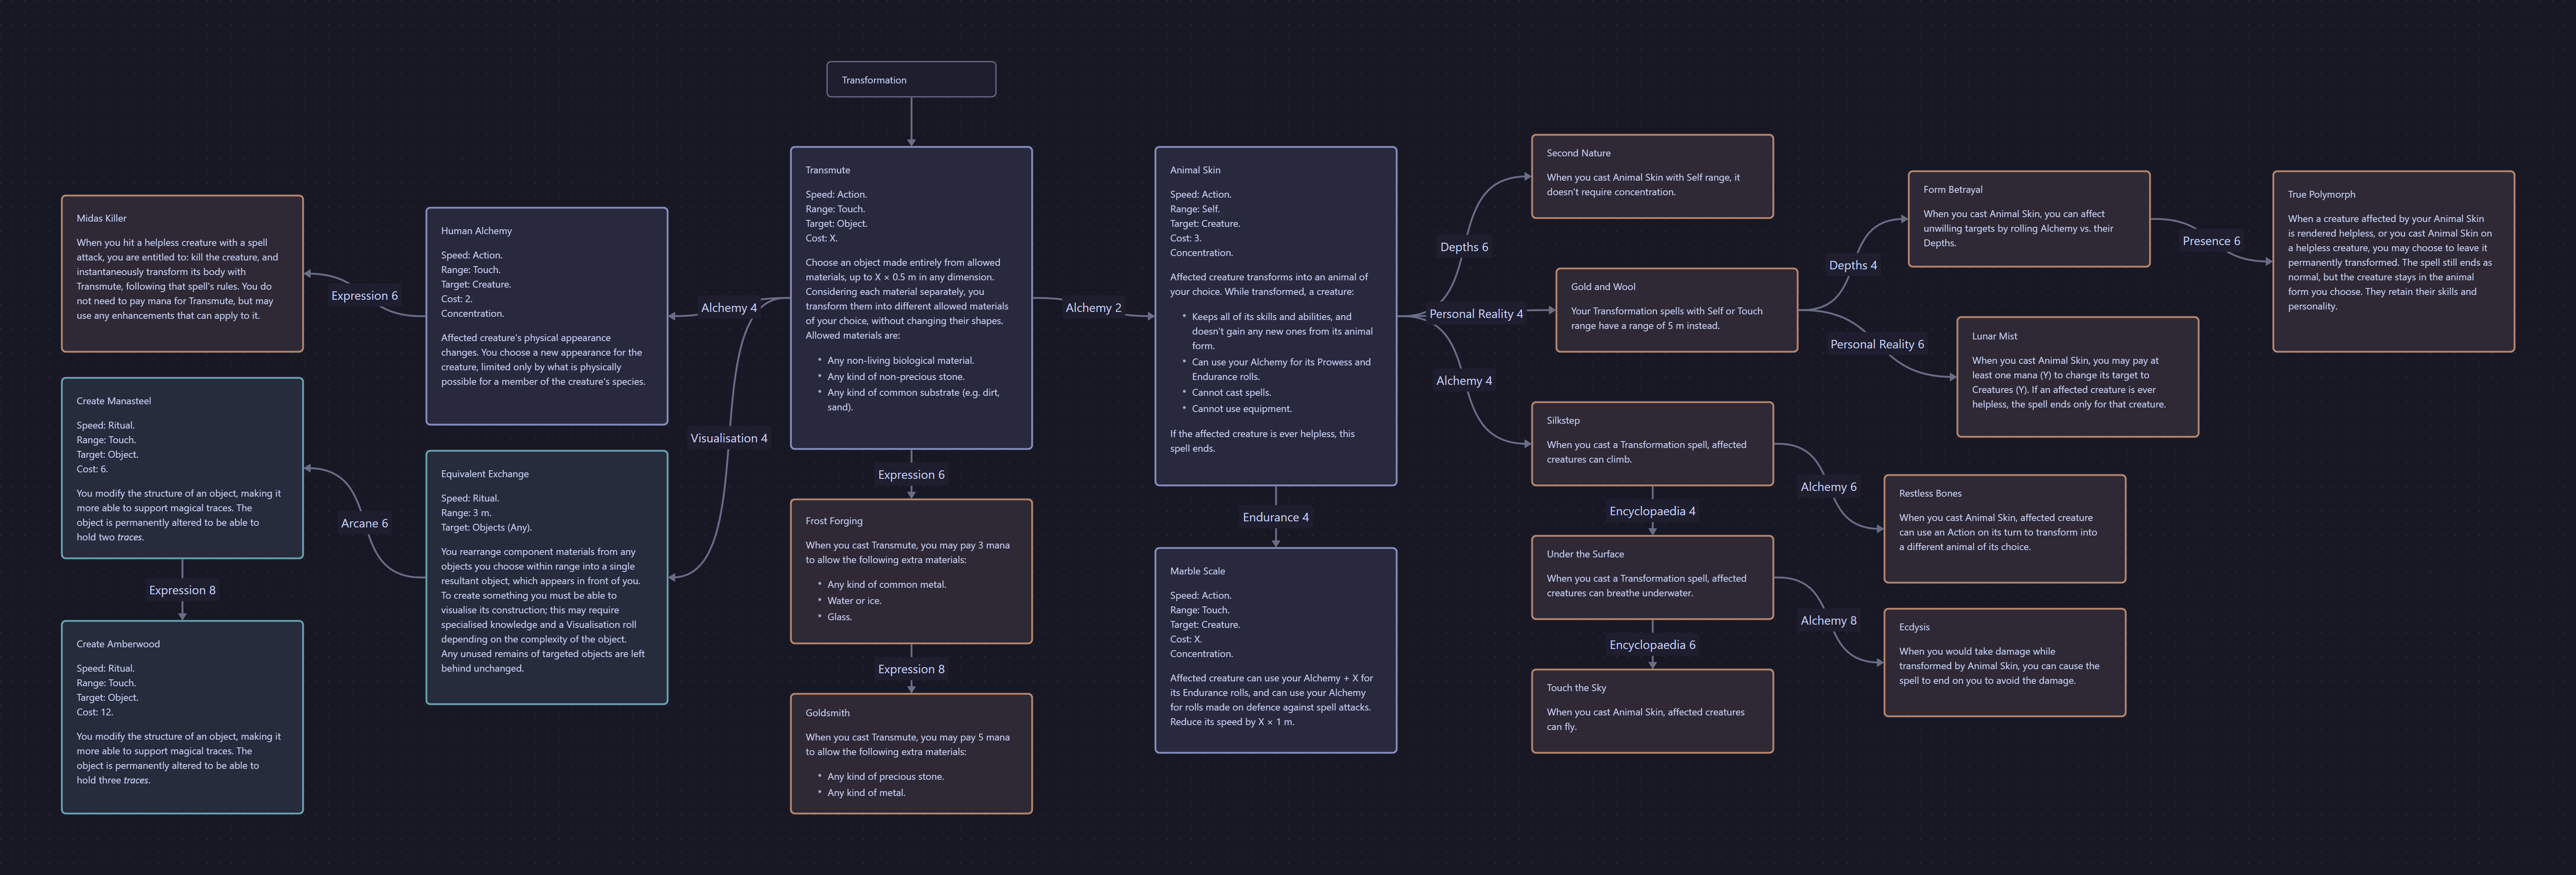 Transformation
Transmute
Speed: Action.
Range: Touch.
Target: Object.
Cost: X.
Choose an object made entirely from allowed
materials, up to X × 0.5 m in any dimension.
Considering each material separately, you
transform them into different allowed materials
of your choice, without changing their shapes.
Allowed materials are:
• Any non-living biological material.
• Any kind of non-precious stone.
• Any kind of common substrate (e.g. dirt,
sand).
Alchemy 4
Human Alchemy
Speed: Action.
Range: Touch.
Target: Creature.
Cost: 2.
Concentration.
Affected creature's physical appearance
changes. You choose a new appearance for the
creature, limited only by what is physically
possible for a member of the creature's species.
Expression 6
Midas Killer
When you hit a helpless creature with a spell
attack, you are entitled to: kill the creature, and
instantaneously transform its body with
Transmute, following that spell's rules. You do
not need to pay mana for Transmute, but may
use any enhancements that can apply to it.
Visualisation 4
Equivalent Exchange
Speed: Ritual.
Range: 3 m.
Target: Objects (Any).
You rearrange component materials from any
objects you choose within range into a single
resultant object, which appears in front of you.
To create something you must be able to
visualise its construction; this may require
specialised knowledge and a Visualisation roll
depending on the complexity of the object.
Any unused remains of targeted objects are left
behind unchanged.
Arcane 6
Create Manasteel
Speed: Ritual.
Range: Touch.
Target: Object.
Cost: 6.
You modify the structure of an object, making it
more able to support magical traces. The
object is permanently altered to be able to
hold two traces.
Expression 8
Create Amberwood
Speed: Ritual.
Range: Touch.
Target: Object.
Cost: 12.
You modify the structure of an object, making it
more able to support magical traces. The
object is permanently altered to be able to
hold three traces.
Expression 6
Frost Forging
When you cast Transmute, you may pay 3 mana
to allow the following extra materials:
• Any kind of common metal.
• Water or ice.
• Glass.
Expression 8
Goldsmith
When you cast Transmute, you may pay 5 mana
to allow the following extra materials:
• Any kind of precious stone.
• Any kind of metal.
Alchemy 2
Animal Skin
Speed: Action.
Range: Self.
Target: Creature.
Cost: 3.
Concentration.
Affected creature transforms into an animal of
your choice. While transformed, a creature:
• Keeps all of its skills and abilities, and
doesn't gain any new ones from its animal
form.
• Can use your Alchemy for its Prowess and
Endurance rolls.
• Cannot cast spells.
• Cannot use equipment.
If the affected creature is ever helpless, this
spell ends.
Endurance 4
Marble Scale
Speed: Action.
Range: Touch.
Target: Creature.
Cost: X.
Concentration.
Affected creature can use your Alchemy + X for
its Endurance rolls, and can use your Alchemy
for rolls made on defence against spell attacks.
Reduce its speed by X × 1 m.
Depths 6
Second Nature
When you cast Animal Skin with Self range, it
doesn't require concentration.
Personal Reality 4
Gold and Wool
Your Transformation spells with Self or Touch
range have a range of 5 m instead.
Depths 4
Form Betrayal
When you cast Animal Skin, you can affect
unwilling targets by rolling Alchemy vs. their
Depths.
Presence 6
True Polymorph
When a creature affected by your Animal Skin
is rendered helpless, or you cast Animal Skin on
a helpless creature, you may choose to leave it
permanently transformed. The spell still ends as
normal, but the creature stays in the animal
form you choose. They retain their skills and
personality.
Personal Reality 6
Lunar Mist
When you cast Animal Skin, you may pay at
least one mana (Y) to change its target to
Creatures (Y). If an affected creature is ever
helpless, the spell ends only for that creature.
Alchemy 4
Silkstep
When you cast a Transformation spell, affected
creatures can climb.
Alchemy 6
Restless Bones
When you cast Animal Skin, affected creature
can use an Action on its turn to transform into
a different animal of its choice.
Encyclopaedia 4
Under the Surface
When you cast a Transformation spell, affected
creatures can breathe underwater.
Alchemy 8
Ecdysis
When you would take damage while
transformed by Animal Skin, you can cause the
spell to end on you to avoid the damage.
Encyclopaedia 6
Touch the Sky
When you cast Animal Skin, affected creatures
can fly.